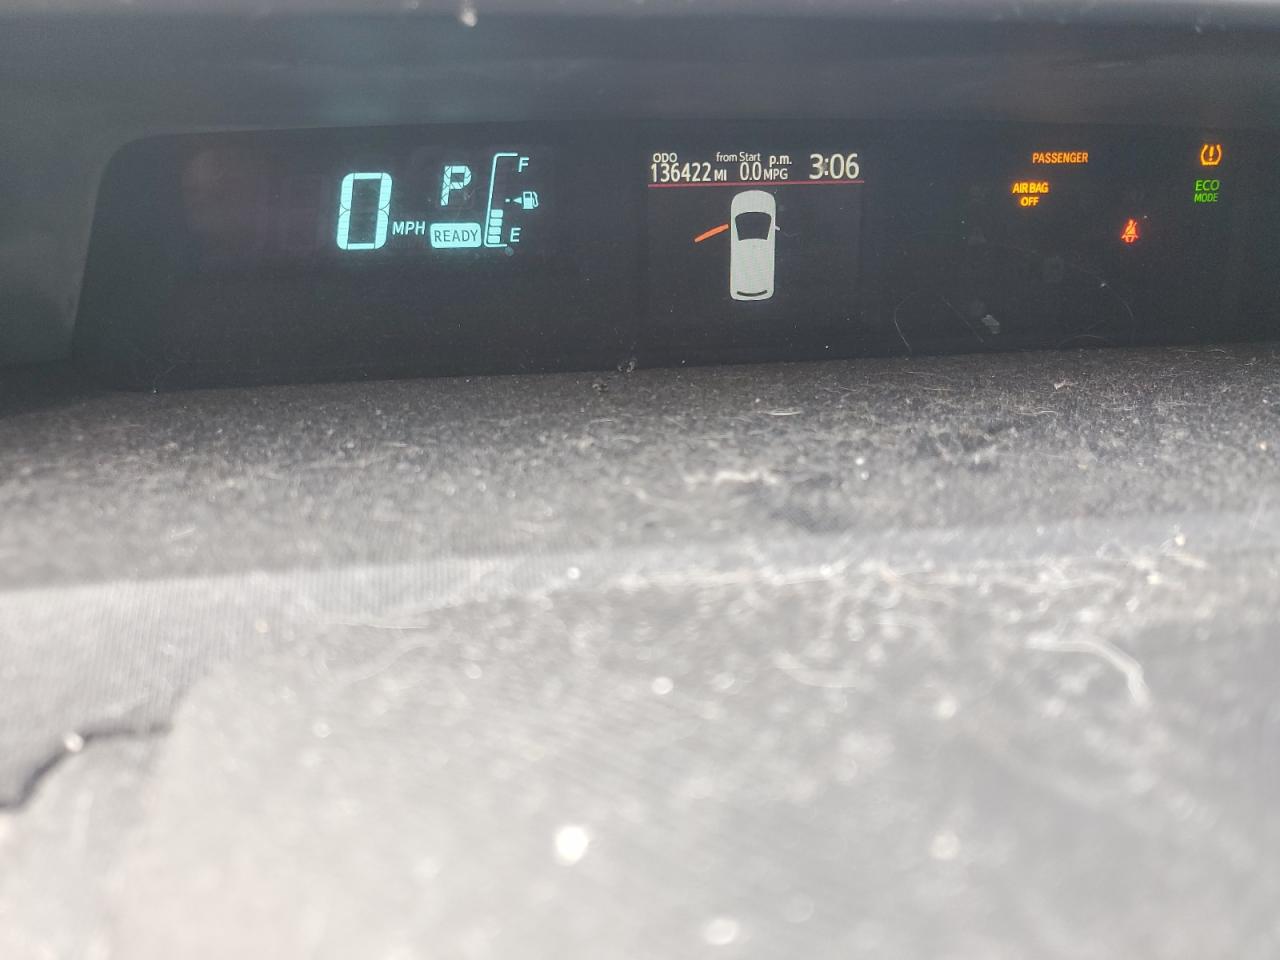 0 MPH
P
READY
F
E
ODO
136422 MI
from Start
0.0 MPG
p.m.
3:06
PASSENGER
AIR BAG
OFF
ECO
MODE